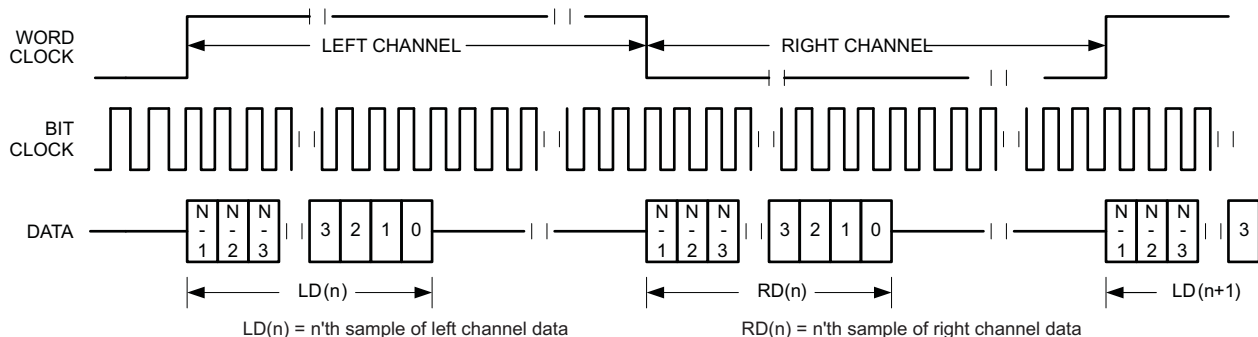 WORD
CLOCK
LEFT CHANNEL
RIGHT CHANNEL
BIT
CLOCK
DATA
N-1 N-2 N-3 3 2 1 0
N-1 N-2 N-3 3 2 1 0
N-1 N-2 N-3 3
LD(n)
RD(n)
LD(n+1)
LD(n) = n'th sample of left channel data
RD(n) = n'th sample of right channel data